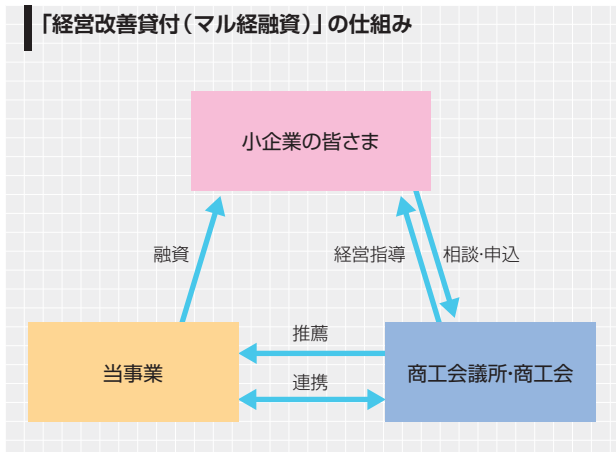 「経営改善貸付（マル経融資）」の仕組み
小企業の皆さま
融資
経営指導
相談・申込
推薦
当事業
商工会議所・商工会
連携